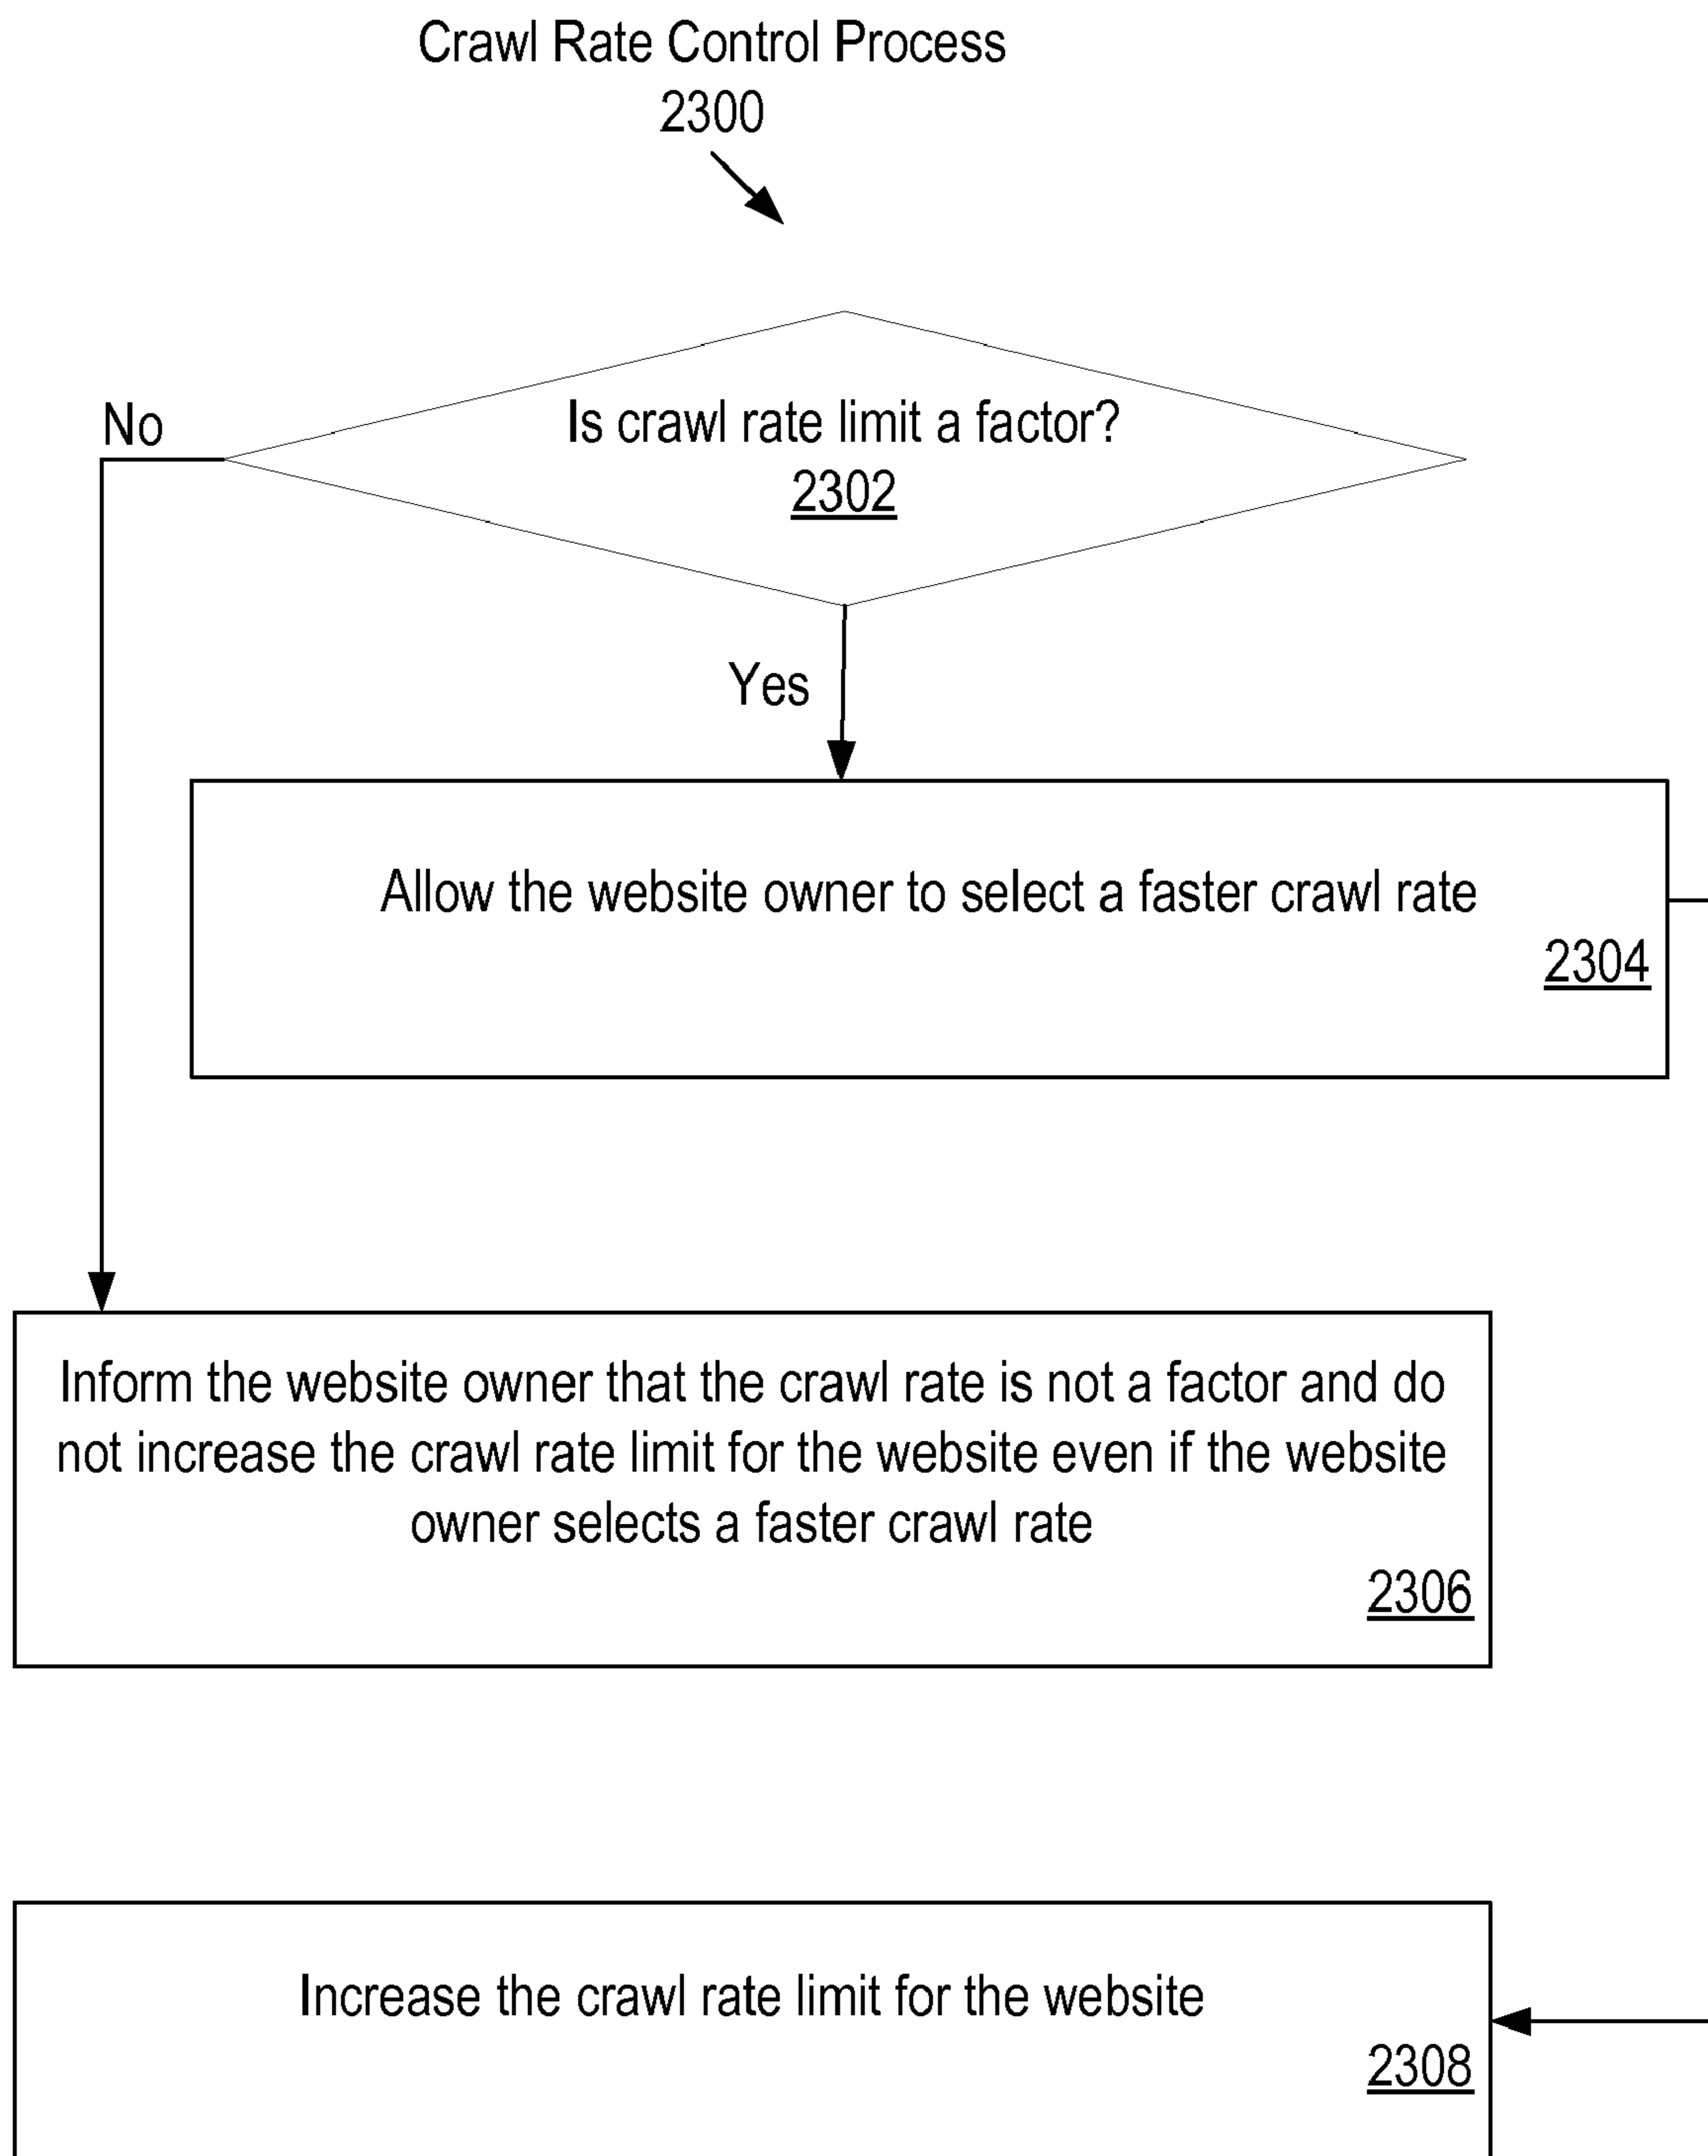 Crawl Rate Control Process
2300
Is crawl rate limit a factor?
2302
No
Yes
Allow the website owner to select a faster crawl rate
2304
Inform the website owner that the crawl rate is not a factor and do
not increase the crawl rate limit for the website even if the website
owner selects a faster crawl rate
2306
Increase the crawl rate limit for the website
2308